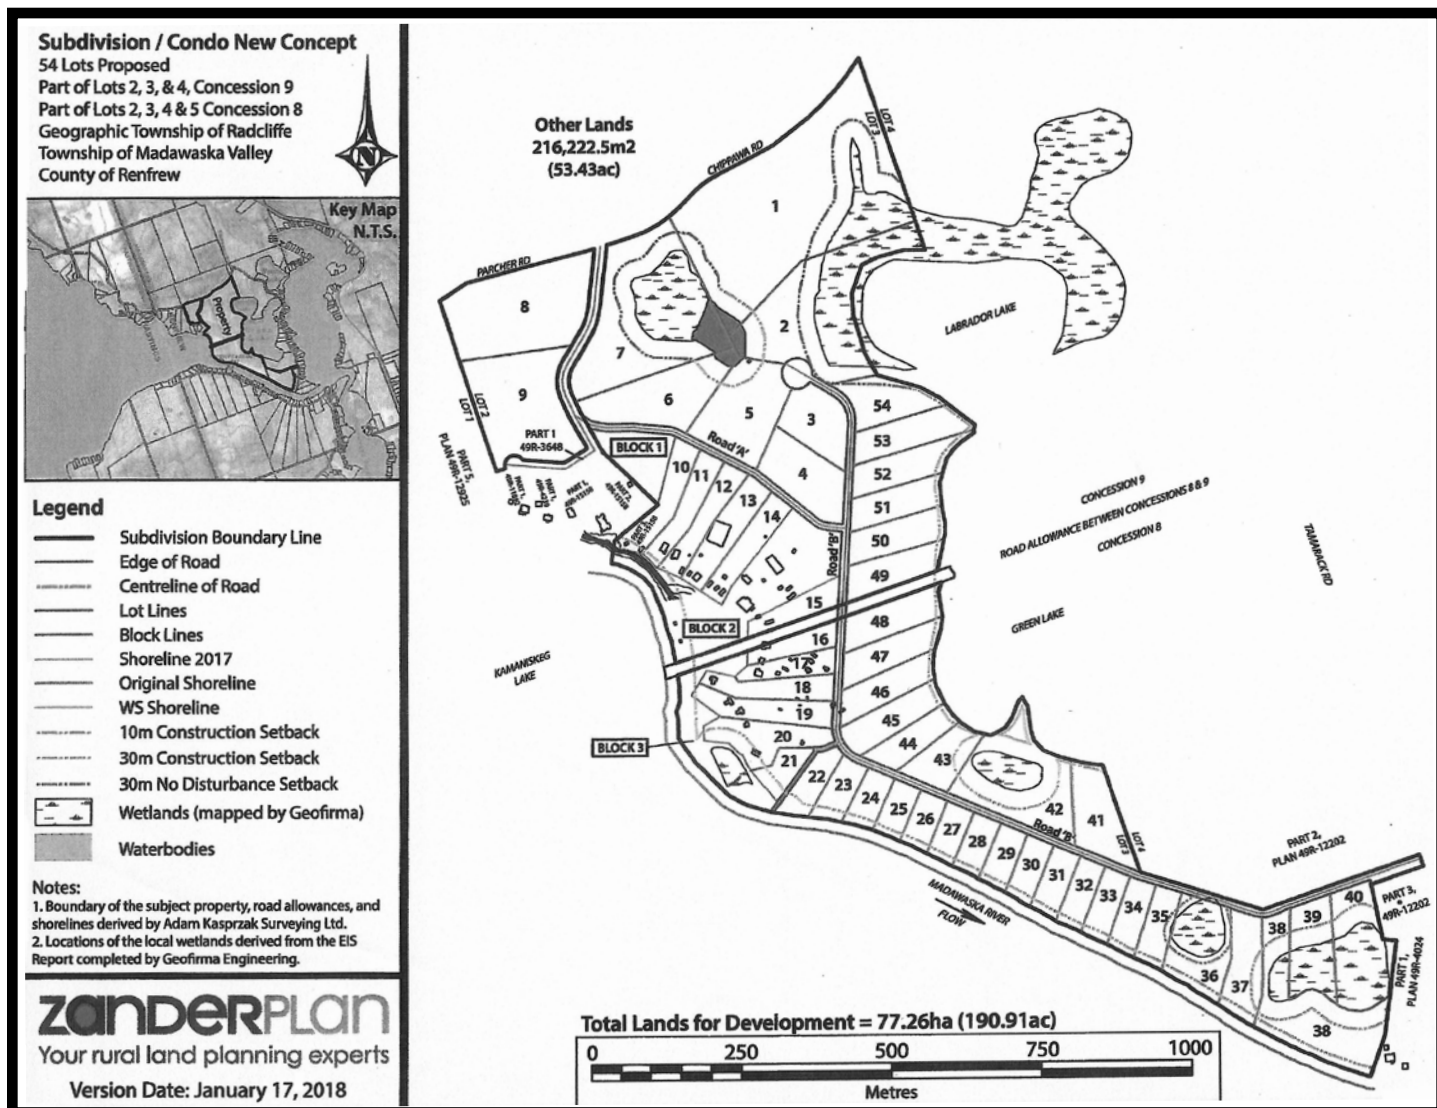 Subdivision / Condo New Concept
54 Lots Proposed
Part of Lots 2, 3, & 4, Concession 9
Part of Lots 2, 3, 4 & 5 Concession 8
Geographic Township of Radcliffe
Township of Madawaska Valley
County of Renfrew
N
Key Map
N.T.S.
Property
Legend
Subdivision Boundary Line
Edge of Road
Centreline of Road
Lot Lines
Block Lines
Shoreline 2017
Original Shoreline
WS Shoreline
10m Construction Setback
30m Construction Setback
30m No Disturbance Setback
Wetlands (mapped by Geofirma)
Waterbodies
Notes:
1. Boundary of the subject property, road allowances, and
shorelines derived by Adam Kasprzak Surveying Ltd.
2. Locations of the local wetlands derived from the EIS
Report completed by Geofirma Engineering.
ZanDerPLan
Your rural land planning experts
Version Date: January 17, 2018
Other Lands
216,222.5m2
(53.43ac)
CHIPPAWA RD
LOT 4
LOT 3
1
PARCHER RD
8
2
LABRADOR LAKE
7
9
6
5
3
54
LOT 2
LOT 1
PART 1
49R-3648
BLOCK 1
Road 'A'
53
PART 5,
PLAN 49R-12925
10
11
12
13
14
4
52
51
50
49
CONCESSION 9
ROAD ALLOWANCE BETWEEN CONCESSIONS 8 & 9
CONCESSION 8
TAMARACK RD
Road 'B'
15
BLOCK 2
16
48
GREEN LAKE
KAMANISKEG
LAKE
17
47
18
46
19
45
BLOCK 3
20
44
21
43
22
23
24
25
26
27
28
29
30
31
32
33
34
35
36
37
38
42
41
Road 'B'
LOT 3
PART 2,
PLAN 49R-12202
40
39
38
PART 3,
49R-12202
PART 1,
PLAN 49R-4024
MADAWASKA RIVER
FLOW
Total Lands for Development = 77.26ha (190.91ac)
0 250 500 750 1000
Metres